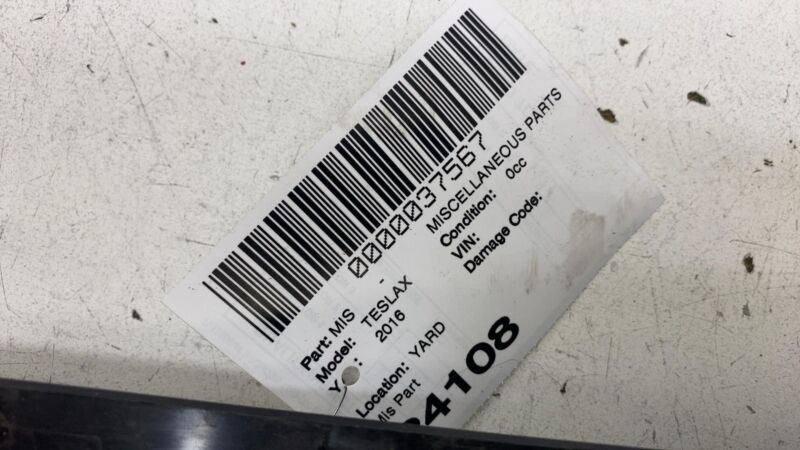 0000037567
Part: MIS - MISCELLANEOUS PARTS
Model: TESLAX Condition: 0cc
Y : 2016 VIN:
Location: YARD Damage Code:
Mis Part
4108